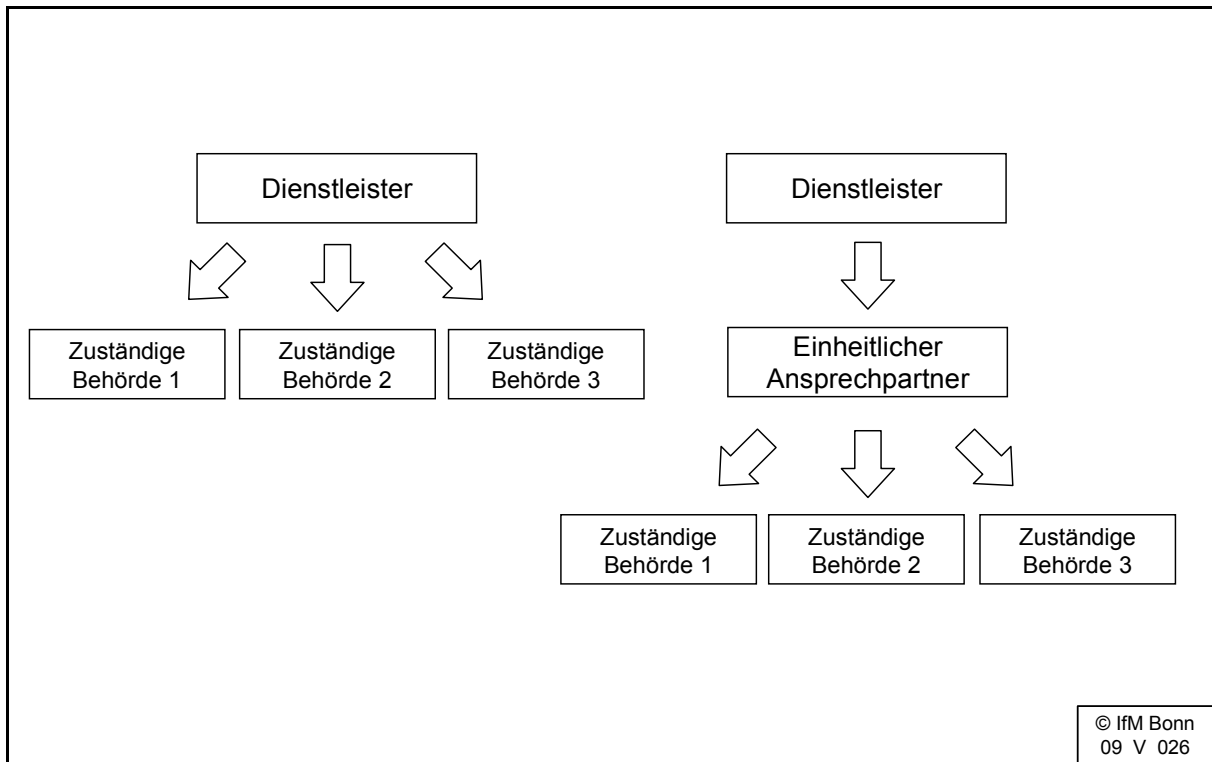 Dienstleister
Zuständige
Behörde 1
Zuständige
Behörde 2
Zuständige
Behörde 3
Dienstleister
Einheitlicher
Ansprechpartner
Zuständige
Behörde 1
Zuständige
Behörde 2
Zuständige
Behörde 3
© IfM Bonn
09 V 026